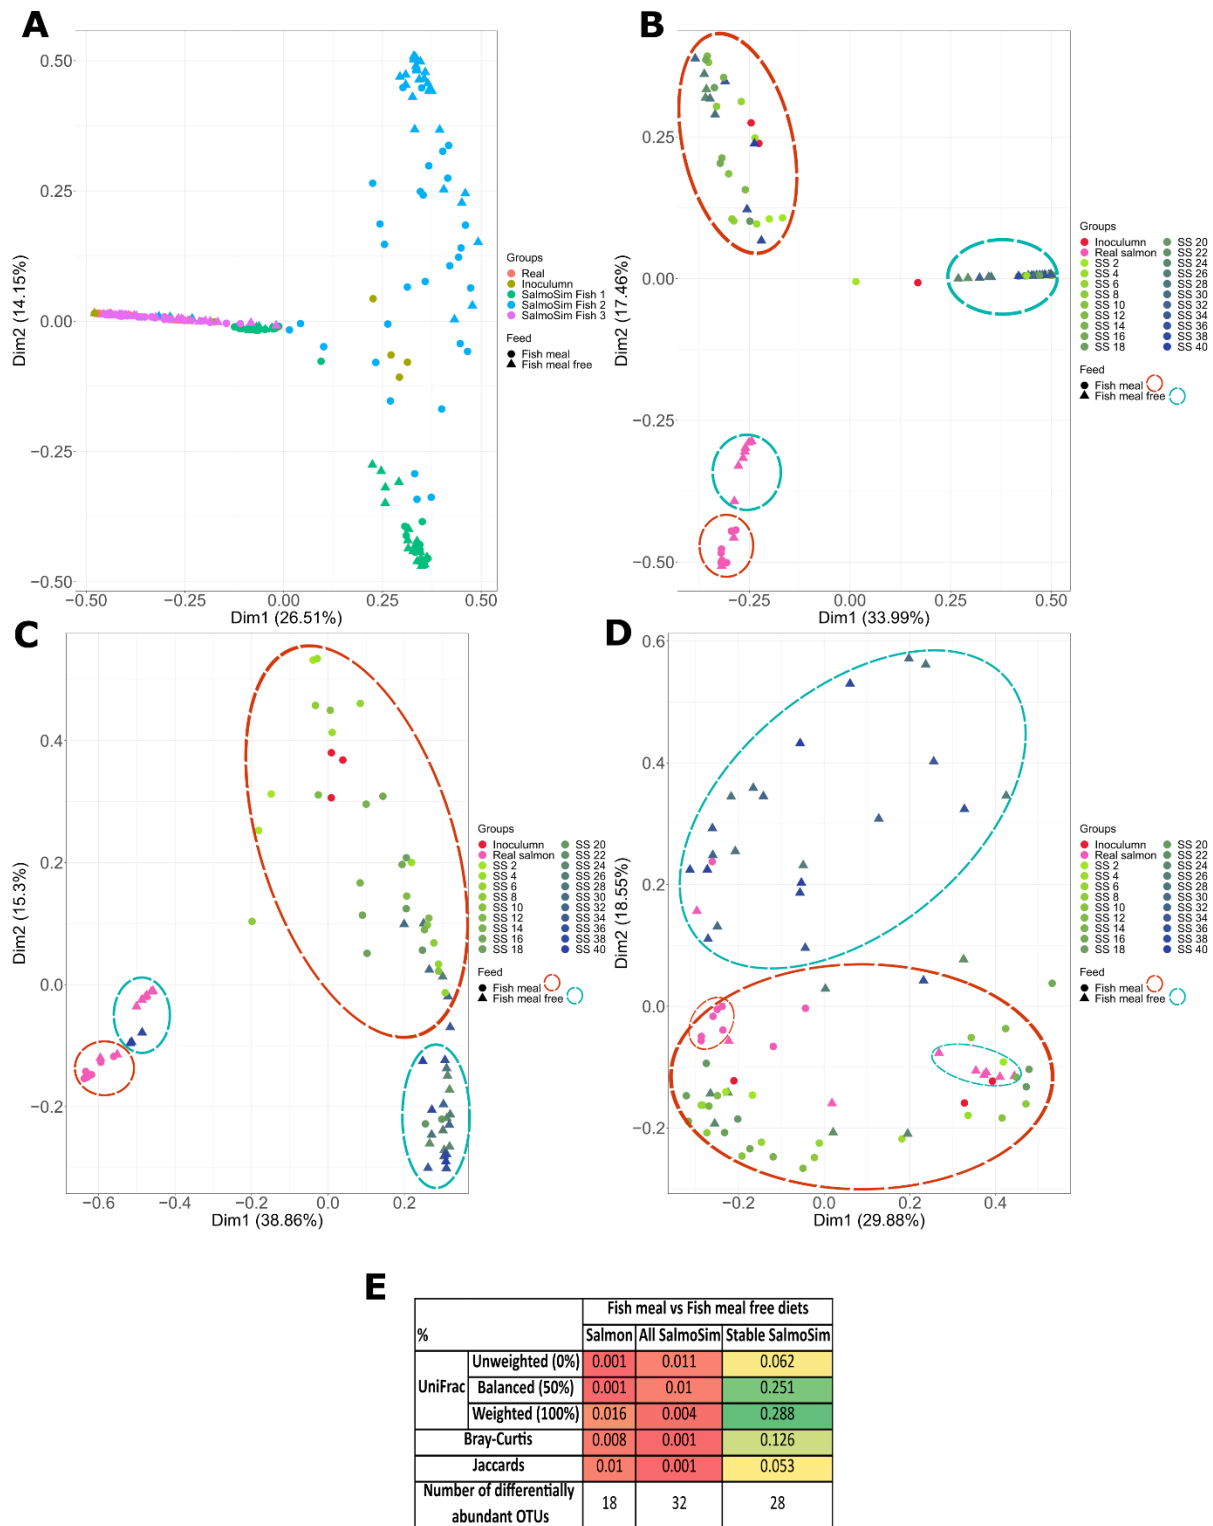 A
0.50
0.25
0.00
−0.25
−0.50
Dim2 (14.15%)
−0.50
−0.25
0.00
0.25
0.50
Dim1 (26.51%)
Groups
Real
Inoculumn
SalmoSim Fish 1
SalmoSim Fish 2
SalmoSim Fish 3
Feed
Fish meal
Fish meal free
B
0.25
0.00
−0.25
−0.50
Dim2 (17.46%)
−0.25
0.00
0.25
0.50
Dim1 (33.99%)
Groups
Inoculumn
Real salmon
SS 2
SS 4
SS 6
SS 8
SS 10
SS 12
SS 14
SS 16
SS 18
SS 20
SS 22
SS 24
SS 26
SS 28
SS 30
SS 32
SS 34
SS 36
SS 38
SS 40
Feed
Fish meal
Fish meal free
C
0.4
0.2
0.0
−0.2
Dim2 (15.3%)
−0.6
−0.4
−0.2
0.0
0.2
Dim1 (38.86%)
Groups
Inoculumn
Real salmon
SS 2
SS 4
SS 6
SS 8
SS 10
SS 12
SS 14
SS 16
SS 18
SS 20
SS 22
SS 24
SS 26
SS 28
SS 30
SS 32
SS 34
SS 36
SS 38
SS 40
Feed
Fish meal
Fish meal free
D
0.6
0.4
0.2
0.0
−0.2
Dim2 (18.55%)
−0.2
0.0
0.2
0.4
Dim1 (29.88%)
Groups
Inoculumn
Real salmon
SS 2
SS 4
SS 6
SS 8
SS 10
SS 12
SS 14
SS 16
SS 18
SS 20
SS 22
SS 24
SS 26
SS 28
SS 30
SS 32
SS 34
SS 36
SS 38
SS 40
Feed
Fish meal
Fish meal free
E
% Fish meal vs Fish meal free diets
Salmon All SalmoSim Stable SalmoSim
UniFrac
Unweighted (0%) 0.001 0.011 0.062
Balanced (50%) 0.001 0.01 0.251
Weighted (100%) 0.016 0.004 0.288
Bray-Curtis 0.008 0.001 0.126
Jaccards 0.01 0.001 0.053
Number of differentially
abundant OTUs 18 32 28